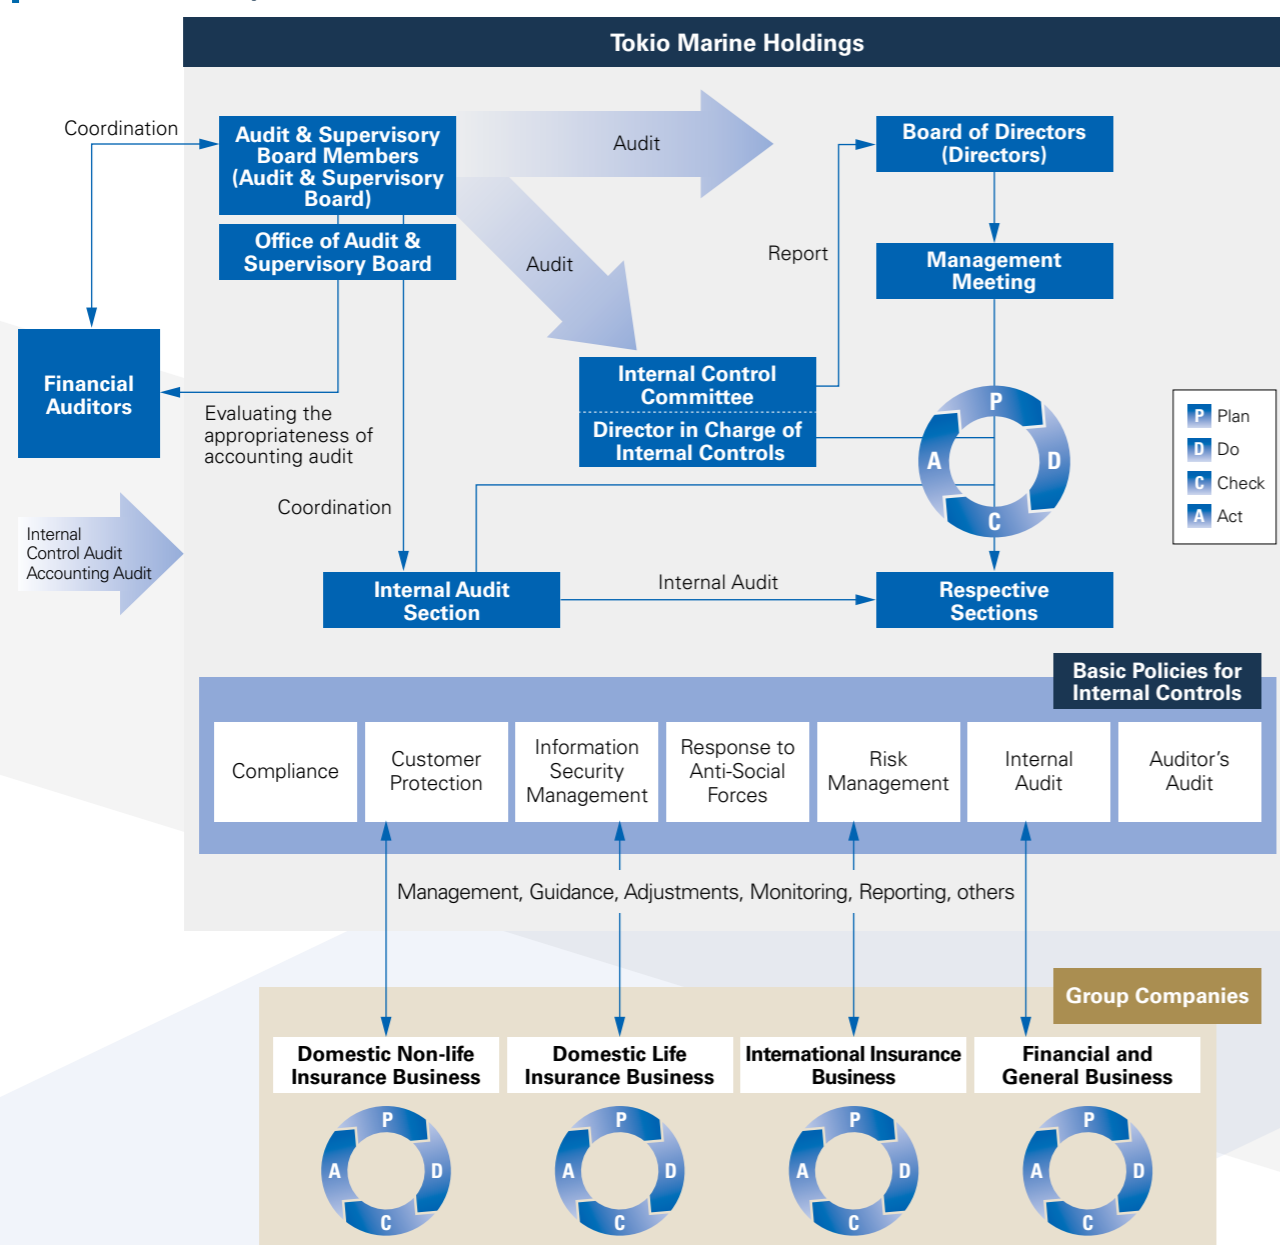 Tokio Marine Holdings
Coordination
Audit & Supervisory
Board Members
(Audit & Supervisory
Board)
Audit
Board of Directors
(Directors)
Office of Audit &
Supervisory Board
Audit
Report
Management
Meeting
Financial
Auditors
Evaluating the
appropriateness of
accounting audit
Internal Control
Committee
Director in Charge of
Internal Controls
P
D
C
A
P Plan
D Do
C Check
A Act
Coordination
Internal
Control Audit
Accounting Audit
Internal Audit
Section
Internal Audit
Respective
Sections
Basic Policies for
Internal Controls
Compliance
Customer
Protection
Information
Security
Management
Response to
Anti-Social
Forces
Risk
Management
Internal
Audit
Auditor's
Audit
Management, Guidance, Adjustments, Monitoring, Reporting, others
Group Companies
Domestic Non-life
Insurance Business
Domestic Life
Insurance Business
International Insurance
Business
Financial and
General Business
P
D
C
A
P
D
C
A
P
D
C
A
P
D
C
A